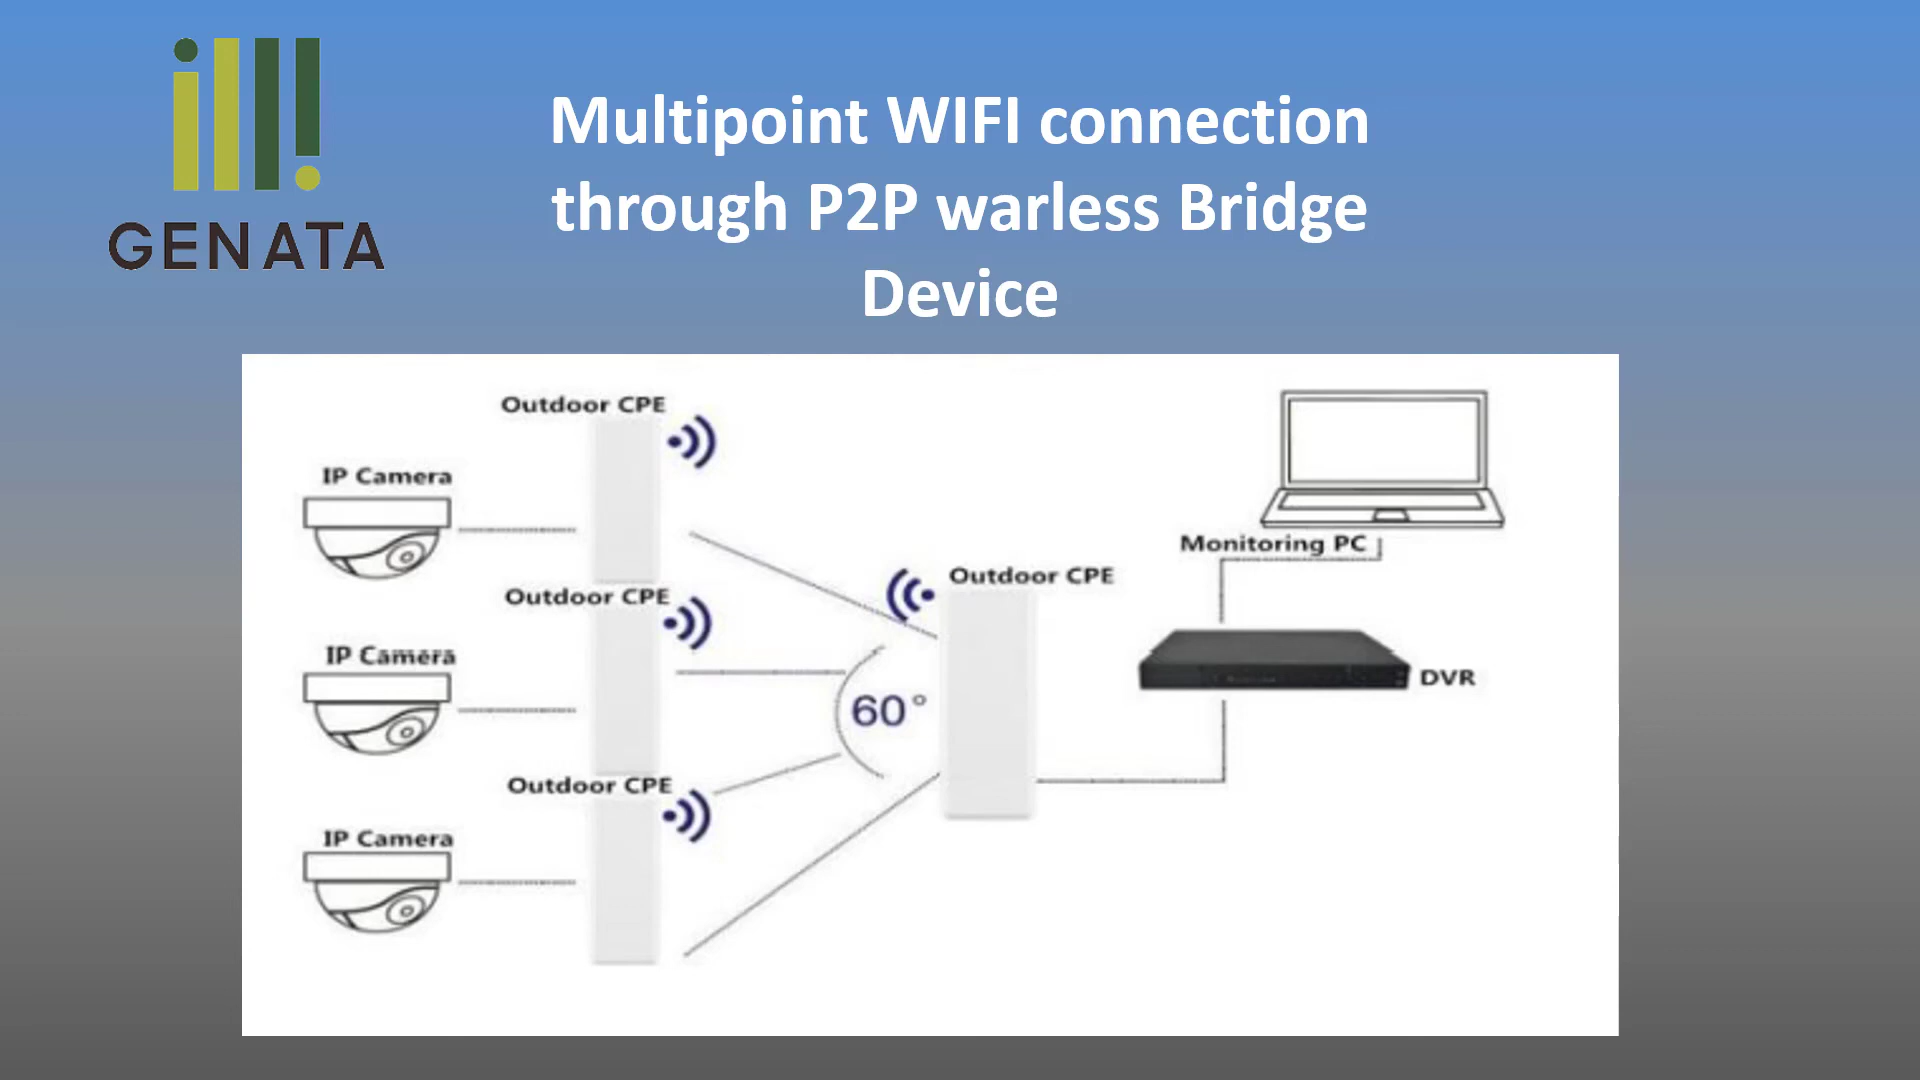 GENATA
Multipoint WIFI connection
through P2P warless Bridge
Device
Outdoor CPE
IP Camera
Outdoor CPE
IP Camera
Outdoor CPE
IP Camera
60°
Outdoor CPE
Monitoring PC
DVR